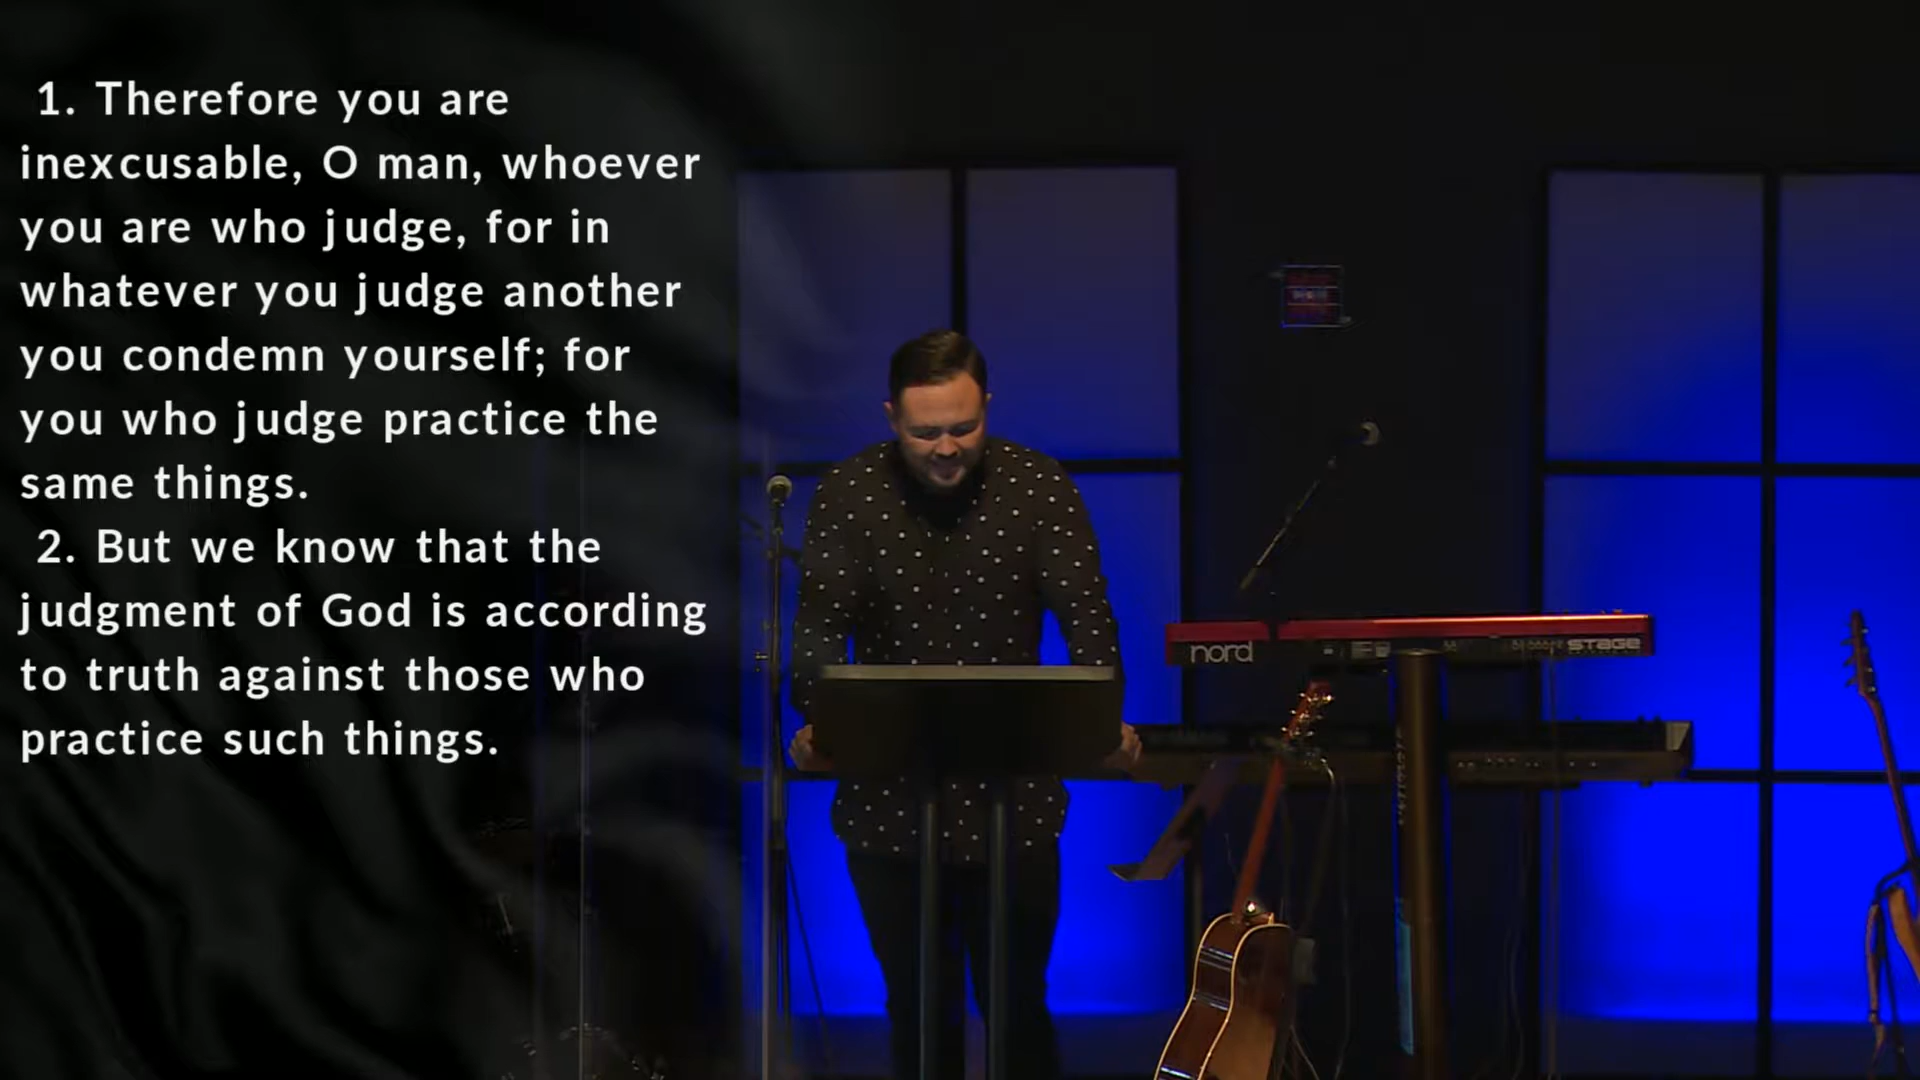 1. Therefore you are
inexcusable, O man, whoever
you are who judge, for in
whatever you judge another
you condemn yourself; for
you who judge practice the
same things.
2. But we know that the
judgment of God is according
to truth against those who
practice such things.
nord
STAGE